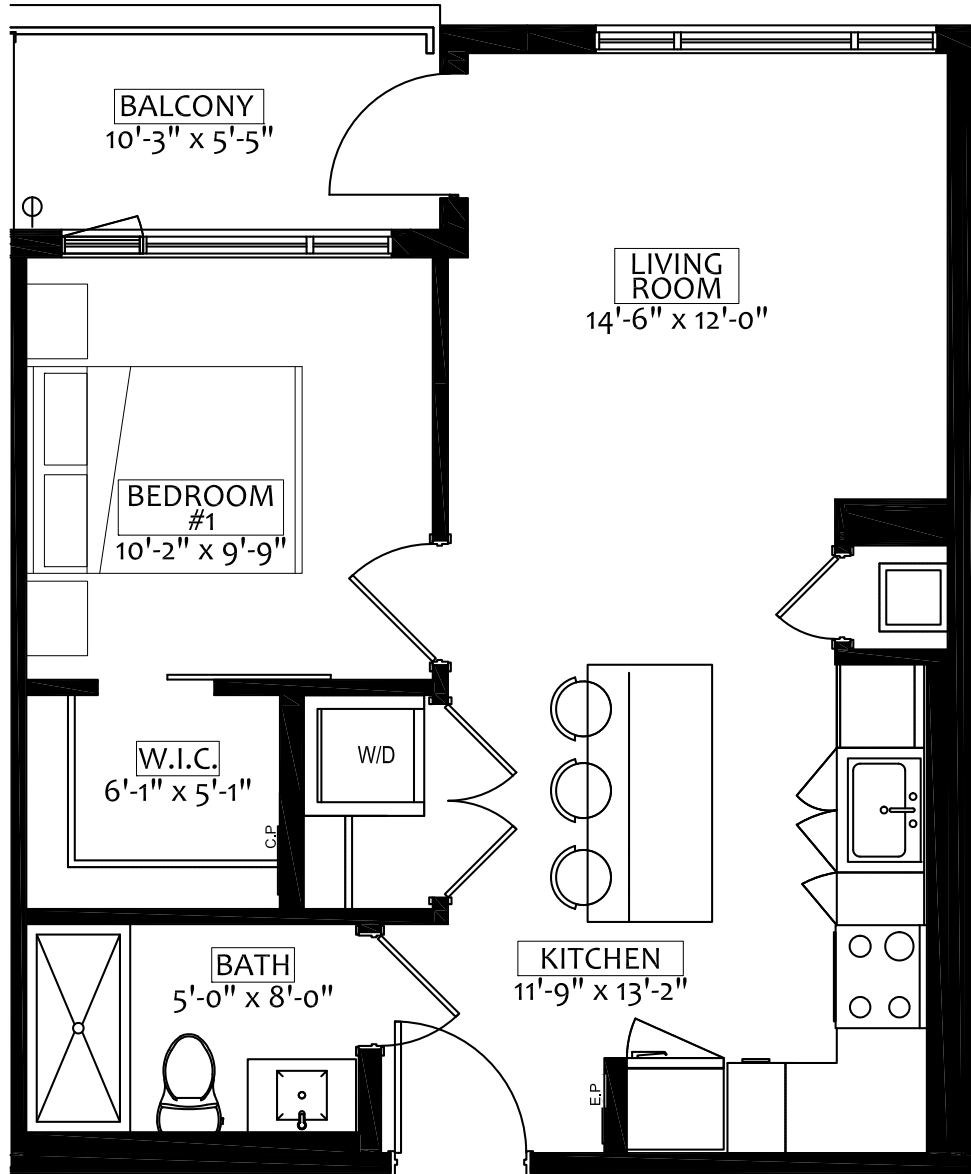 BALCONY
10'-3" x 5'-5"
LIVING
ROOM
14'-6" x 12'-0"
BEDROOM
#1
10'-2" x 9'-9"
W.I.C.
6'-1" x 5'-1"
W/D
C.P
BATH
5'-0" x 8'-0"
KITCHEN
11'-9" x 13'-2"
E.P